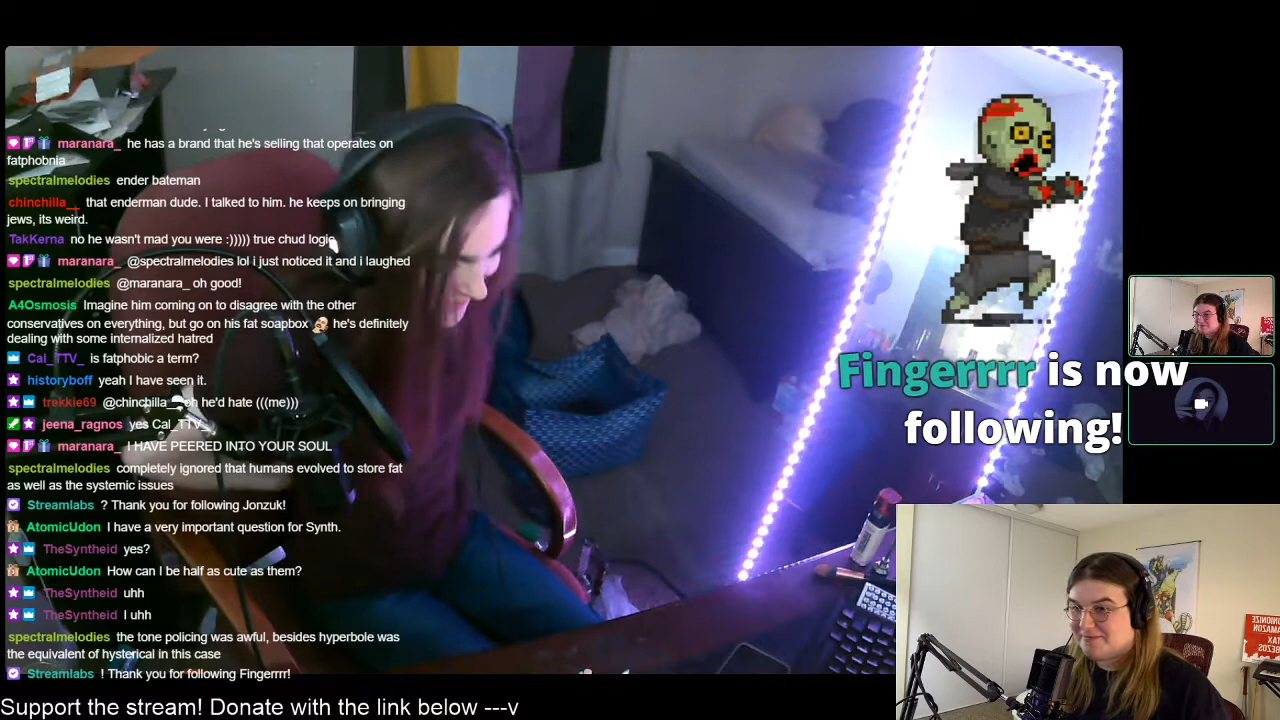 maranara_ he has a brand that he's selling that operates on
fatphobnia
spectralmelodies ender bateman
chinchilla__ that enderman dude. I talked to him. he keeps on bringing
jews, its weird.
TakKerna no he wasn't mad you were :))))) true chud logic
maranara_ @spectralmelodies lol i just noticed it and i laughed
spectralmelodies @maranara_ oh good!
A4Osmosis Imagine him coming on to disagree with the other
conservatives on everything, but go on his fat soapbox he's definitely
dealing with some internalized hatred
Cal_TTV_ is fatphobic a term?
historyboff yeah I have seen it.
trekkie69 @chinchilla__ oh he'd hate (((me)))
jeena_ragnos yes Cal_TTV_
maranara_ I HAVE PEERED INTO YOUR SOUL
spectralmelodies completely ignored that humans evolved to store fat
as well as the systemic issues
Streamlabs ? Thank you for following Jonzuk!
AtomicUdon I have a very important question for Synth.
TheSyntheid yes?
AtomicUdon How can I be half as cute as them?
TheSyntheid uhh
TheSyntheid I uhh
spectralmelodies the tone policing was awful, besides hyperbole was
the equivalent of hysterical in this case
Streamlabs ! Thank you for following Fingerrrr!
Fingerrrr is now
following!
UNIONIZE
AMAZON
TAX
BEZOS
Support the stream! Donate with the link below ---v